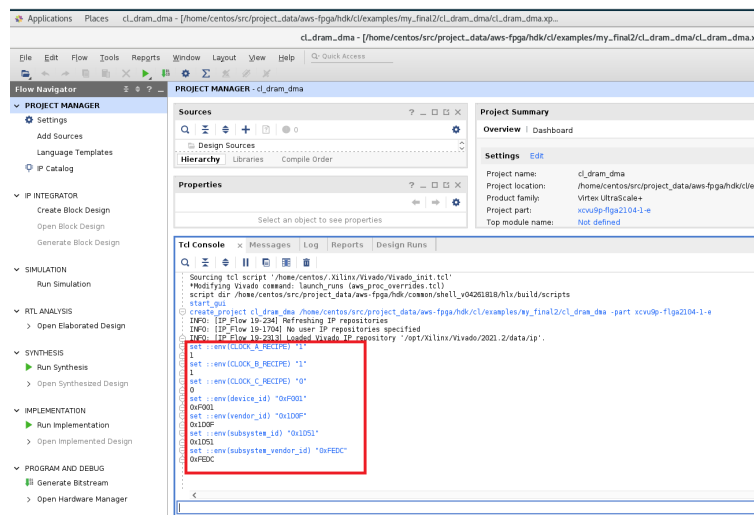 Applications Places cl_dram_dma - [/home/centos/src/project_data/aws-fpga/hdk/cl/examples/my_final2/cl_dram_dma/cl_dram_dma.xp...
cl_dram_dma - [/home/centos/src/project_data/aws-fpga/hdk/cl/examples/my_final2/cl_dram_dma/cl_dram_dma.x
File Edit Flow Tools Reports Window Layout View Help Q- Quick Access
Flow Navigator
PROJECT MANAGER - cl_dram_dma
PROJECT MANAGER
Settings
Add Sources
Language Templates
IP Catalog
IP INTEGRATOR
Create Block Design
Open Block Design
Generate Block Design
SIMULATION
Run Simulation
RTL ANALYSIS
Open Elaborated Design
SYNTHESIS
Run Synthesis
Open Synthesized Design
IMPLEMENTATION
Run Implementation
Open Implemented Design
PROGRAM AND DEBUG
Generate Bitstream
Open Hardware Manager
Sources
0
Design Sources
Hierarchy Libraries Compile Order
Properties
Select an object to see properties
Project Summary
Overview | Dashboard
Settings Edit
Project name: cl_dram_dma
Project location: /home/centos/src/project_data/aws-fpga/hdk/cl/e
Product family: Virtex UltraScale+
Project part: xcvu9p-flga2104-1-e
Top module name: Not defined
Tcl Console Messages Log Reports Design Runs
Sourcing tcl script '/home/centos/.Xilinx/Vivado/Vivado_init.tcl'
*Modifying Vivado command: launch_runs (aws_proc_overrides.tcl)
script dir /home/centos/src/project_data/aws-fpga/hdk/common/shell_v04261818/hlx/build/scripts
start_gui
create_project cl_dram_dma /home/centos/src/project_data/aws-fpga/hdk/cl/examples/my_final2/cl_dram_dma -part xcvu9p-flga2104-1-e
INFO: [IP_Flow 19-234] Refreshing IP repositories
INFO: [IP_Flow 19-1704] No user IP repositories specified
INFO: [IP_Flow 19-2313] Loaded Vivado IP repository '/opt/Xilinx/Vivado/2021.2/data/ip'.
set ::env(CLOCK_A_RECIPE) "1"
1
set ::env(CLOCK_B_RECIPE) "1"
1
set ::env(CLOCK_C_RECIPE) "0"
0
set ::env(device_id) "0xF001"
0xF001
set ::env(vendor_id) "0x1D0F"
0x1D0F
set ::env(subsystem_id) "0x1D51"
0x1D51
set ::env(subsystem_vendor_id) "0xFEDC"
0xFEDC